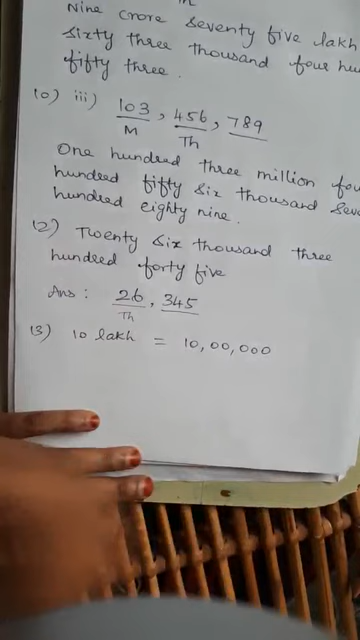 Nine crore seventy five lakh
sixty three thousand four hun
fifty three.
10) iii) 103, 456, 789
M Th
One hundred three million fou
hundred fifty six thousand seve
hundred eighty nine.
12) Twenty six thousand three
hundred forty five
Ans: 26, 345
Th
13) 10 lakh = 10,00,000